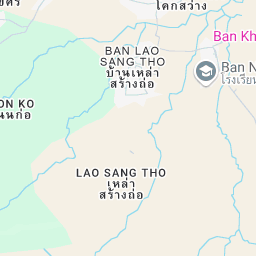 โคกสว่าง
Ban Kh
BAN LAO
SANG THO
บ้านเหล่า
สร้างถ่อ
Ban N
โรงเรียน
ON KO
นนก่อ
LAO SANG THO
เหล่า
สร้างถ่อ